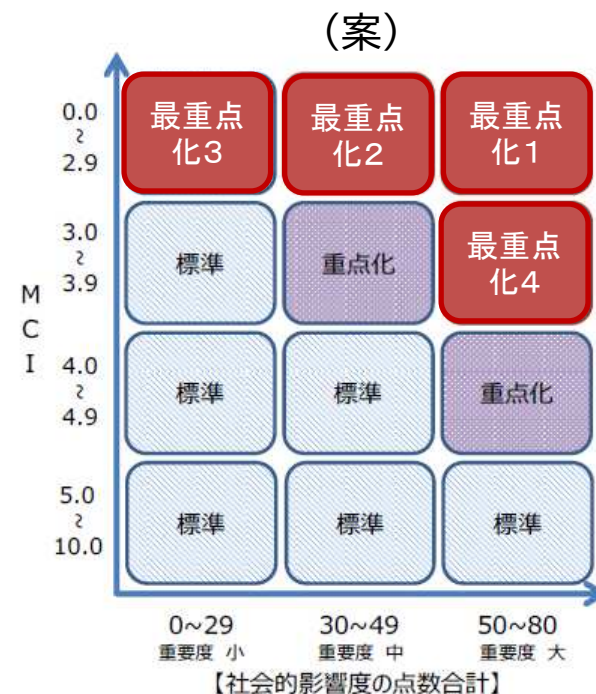 （案）
0.0
～
2.9
最重点
化３
最重点
化２
最重点
化１
3.0
～
3.9
標準
重点化
最重点
化４
M
C
I
4.0
～
4.9
標準
標準
重点化
5.0
～
10.0
標準
標準
標準
0~29
30~49
50~80
重要度 小
重要度 中
重要度 大
【社会的影響度の点数合計】